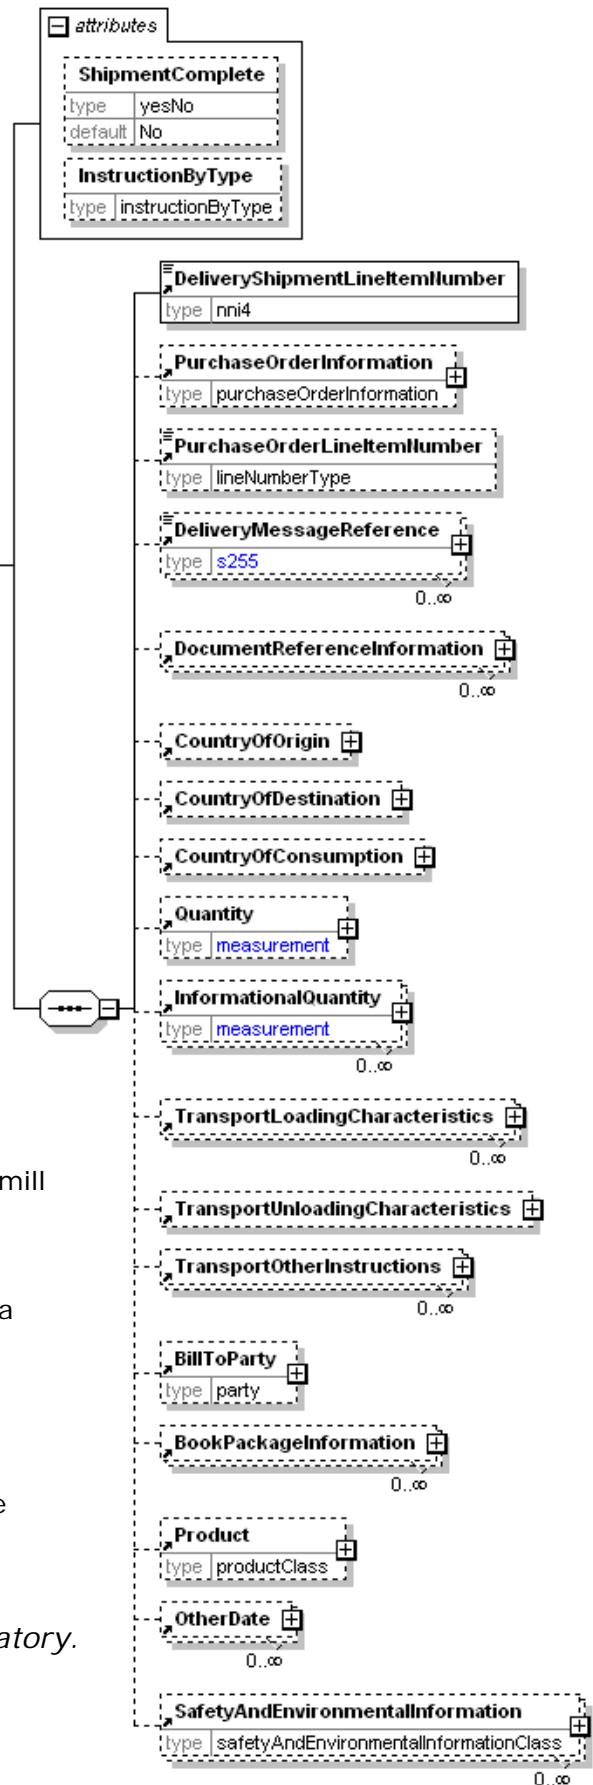 attributes
ShipmentComplete
type yesNo
default No
InstructionByType
type instructionByType
DeliveryShipmentLineItemNumber
type nni4
PurchaseOrderInformation
type purchaseOrderInformation
PurchaseOrderLineItemNumber
type lineNumberType
DeliveryMessageReference
type s255
0..∞
DocumentReferenceInformation
0..∞
CountryOfOrigin
CountryOfDestination
CountryOfConsumption
Quantity
type measurement
InformationalQuantity
type measurement
0..∞
TransportLoadingCharacteristics
0..∞
mill
TransportUnloadingCharacteristics
TransportOtherInstructions
a
0..∞
BillToParty
type party
BookPackageInformation
0..∞
e
Product
type productClass
OtherDate
atory.
0..∞
SafetyAndEnvironmentalInformation
type safetyAndEnvironmentalInformationClass
0..∞